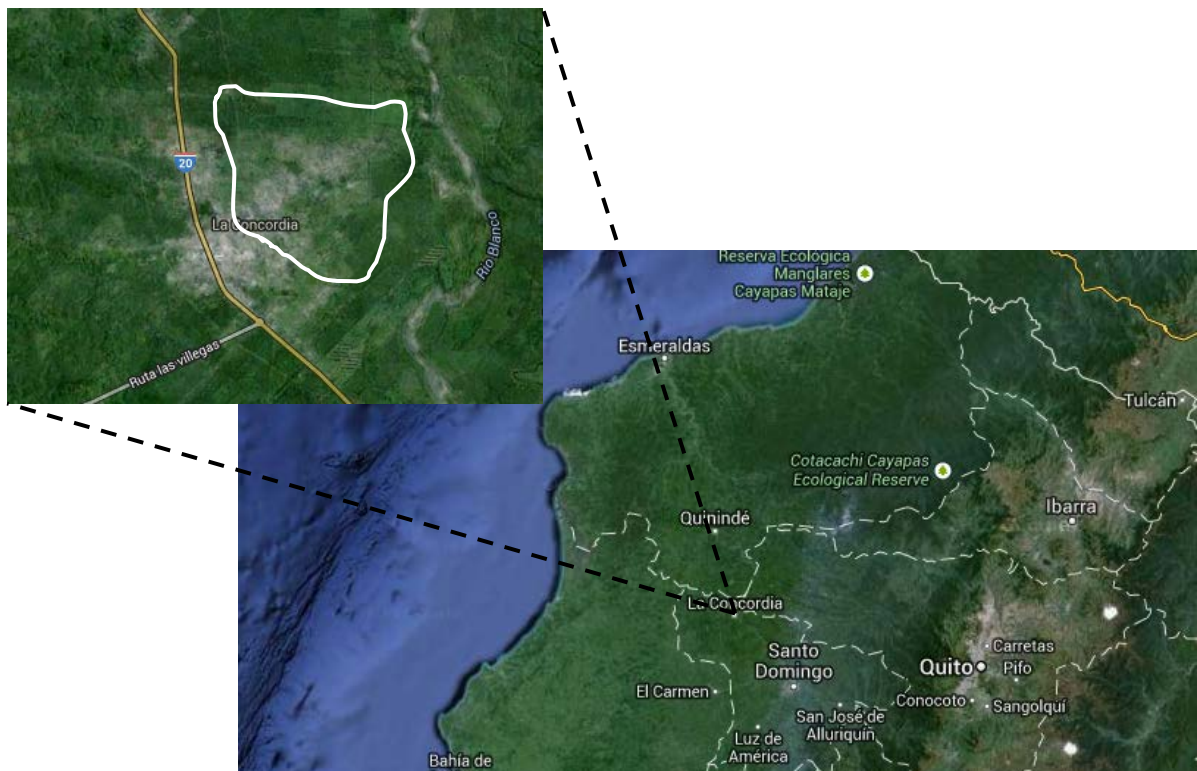 20
La Concordia
Río Blanco
Ruta las villegas
Reserva Ecológica
Manglares
Cayapas Mataje
Esmeraldas
Tulcán
Cotacachi Cayapas
Ecological Reserve
Ibarra
Quinindé
La Concordia
Carretas
Santo
Domingo
Quito
Pifo
El Carmen
Conocoto
Sangolquí
San José de
Alluriquín
Luz de
América
Bahía de